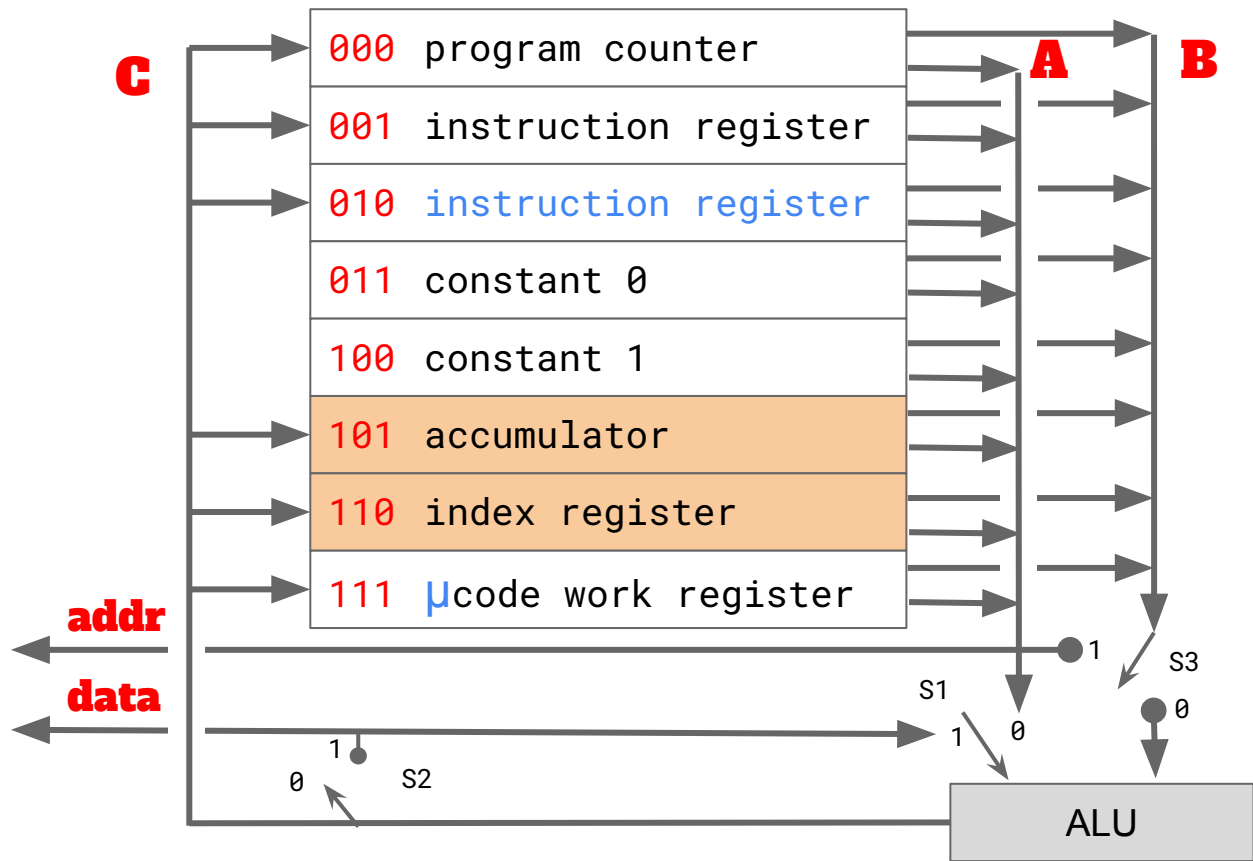 C
000 program counter
A
B
001 instruction register
010 instruction register
011 constant 0
100 constant 1
101 accumulator
110 index register
111 µcode work register
addr
1
S3
data
S1
0
1
0
1
S2
0
ALU